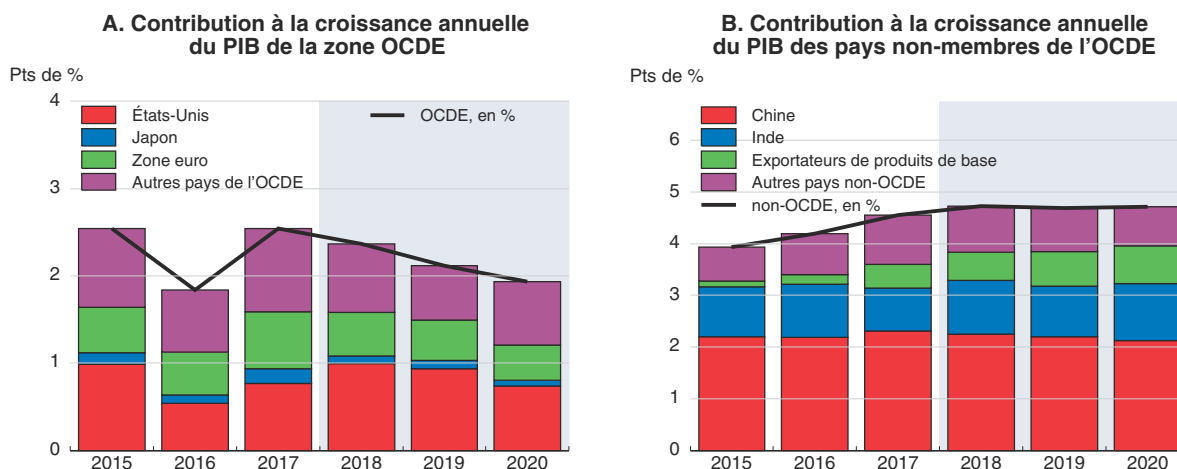 A. Contribution à la croissance annuelle
du PIB de la zone OCDE
Pts de %
4
3
2
1
0
États-Unis
Japon
Zone euro
Autres pays de l’OCDE
OCDE, en %
2015 2016 2017 2018 2019 2020
B. Contribution à la croissance annuelle
du PIB des pays non-membres de l’OCDE
Pts de %
6
5
4
3
2
1
0
Chine
Inde
Exportateurs de produits de base
Autres pays non-OCDE
non-OCDE, en %
2015 2016 2017 2018 2019 2020